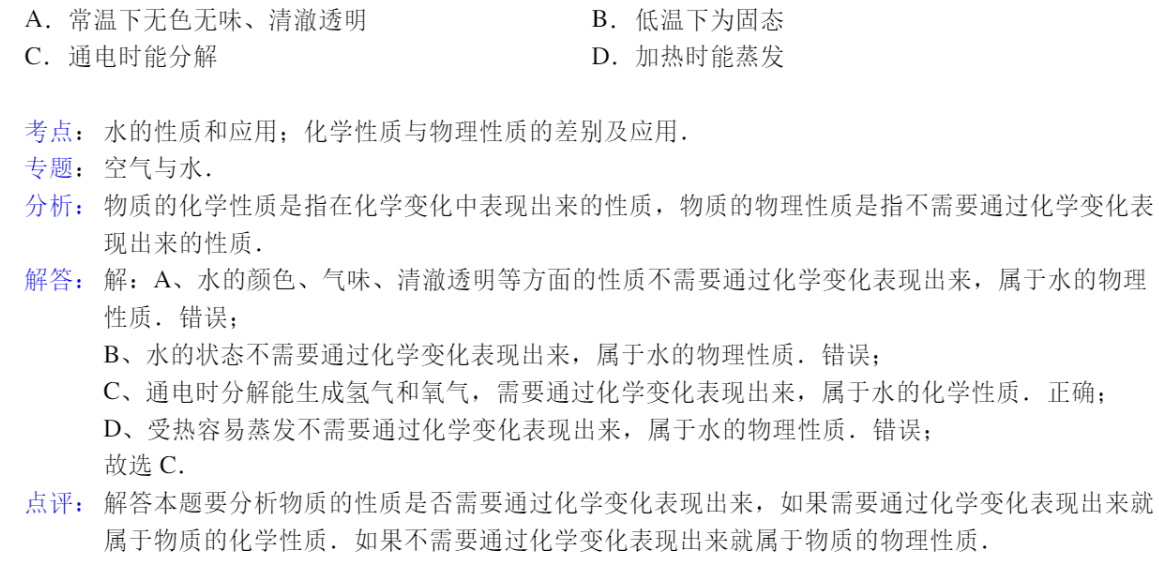 A．常温下无色无味、清澈透明 B．低温下为固态
C．通电时能分解 D．加热时能蒸发
考点：水的性质和应用；化学性质与物理性质的差别及应用．
专题：空气与水．
分析：物质的化学性质是指在化学变化中表现出来的性质，物质的物理性质是指不需要通过化学变化表
现出来的性质．
解答：解：A、水的颜色、气味、清澈透明等方面的性质不需要通过化学变化表现出来，属于水的物理
性质．错误；
B、水的状态不需要通过化学变化表现出来，属于水的物理性质．错误；
C、通电时分解能生成氢气和氧气，需要通过化学变化表现出来，属于水的化学性质．正确；
D、受热容易蒸发不需要通过化学变化表现出来，属于水的物理性质．错误；
故选 C．
点评：解答本题要分析物质的性质是否需要通过化学变化表现出来，如果需要通过化学变化表现出来就
属于物质的化学性质．如果不需要通过化学变化表现出来就属于物质的物理性质．